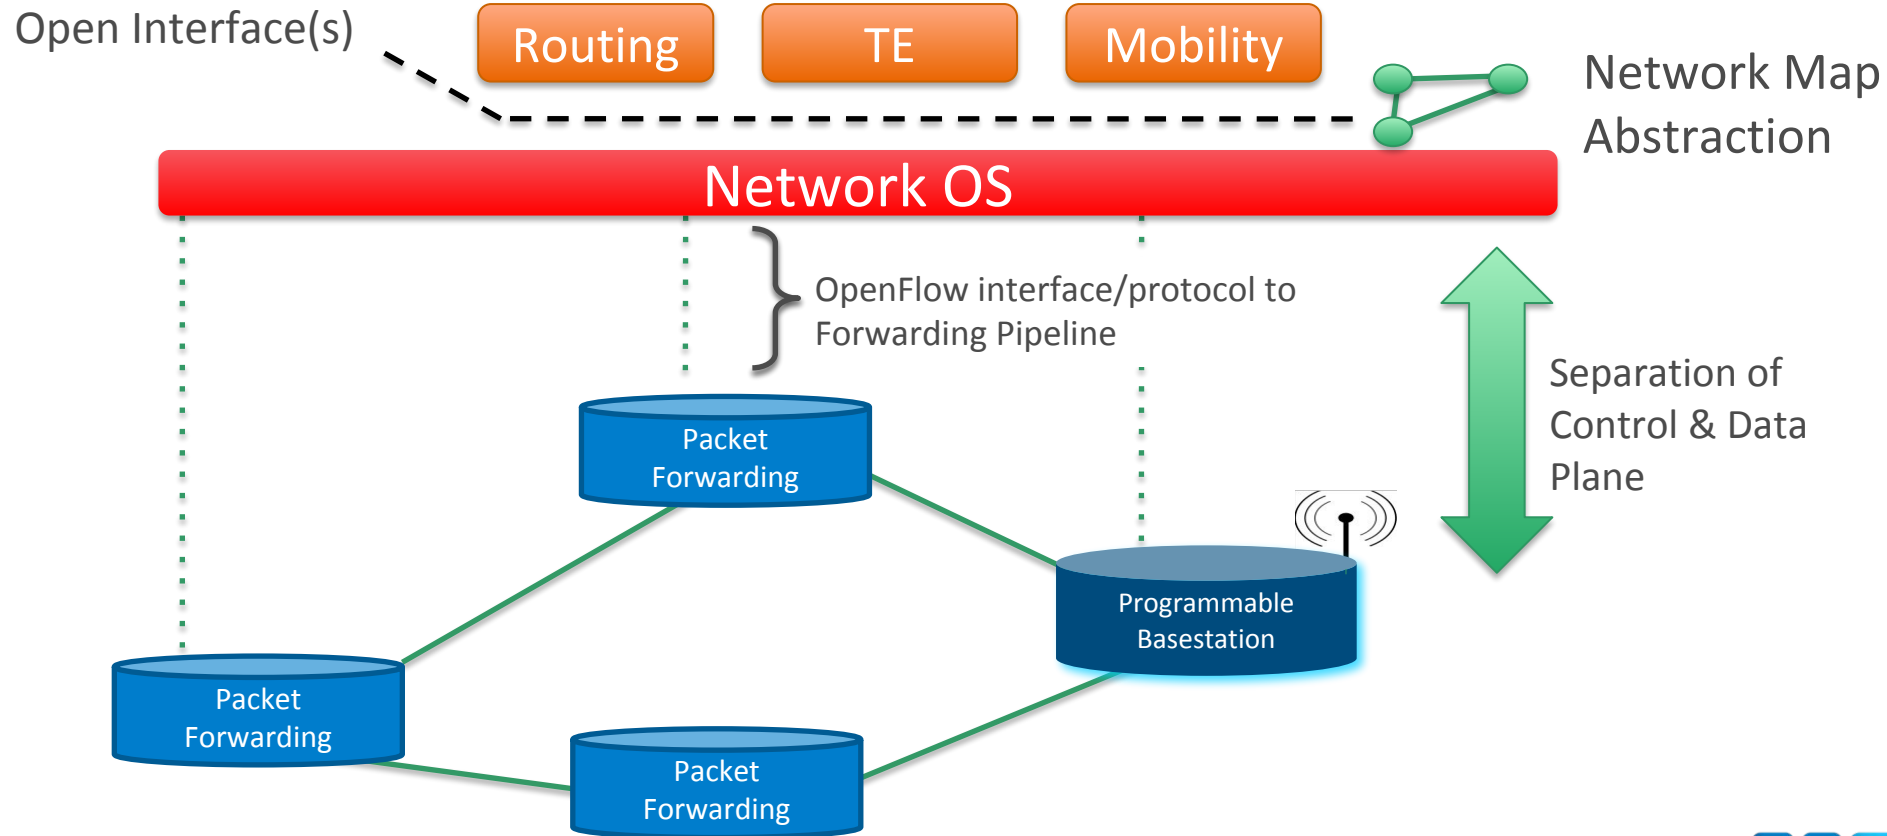 Open Interface(s)
Routing
TE
Mobility
Network Map
Abstraction
Network OS
OpenFlow interface/protocol to
Forwarding Pipeline
Separation of
Control & Data
Plane
Packet
Forwarding
Programmable
Basestation
Packet
Forwarding
Packet
Forwarding